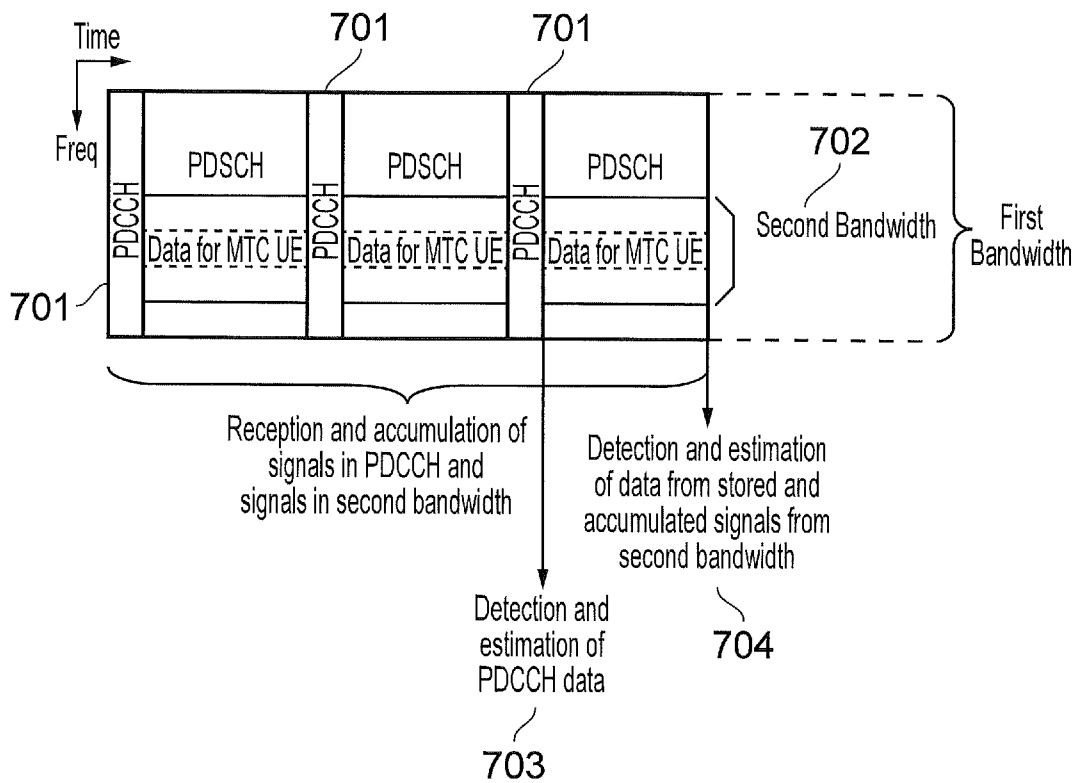 701
701
Time
Freq
PDCCH
PDSCH
Data for MTC UE
PDCCH
PDSCH
Data for MTC UE
PDCCH
PDSCH
Data for MTC UE
702
Second Bandwidth
First
Bandwidth
701
Reception and accumulation of
signals in PDCCH and
signals in second bandwidth
Detection and estimation
of data from stored and
accumulated signals from
second bandwidth
704
Detection and
estimation of
PDCCH data
703